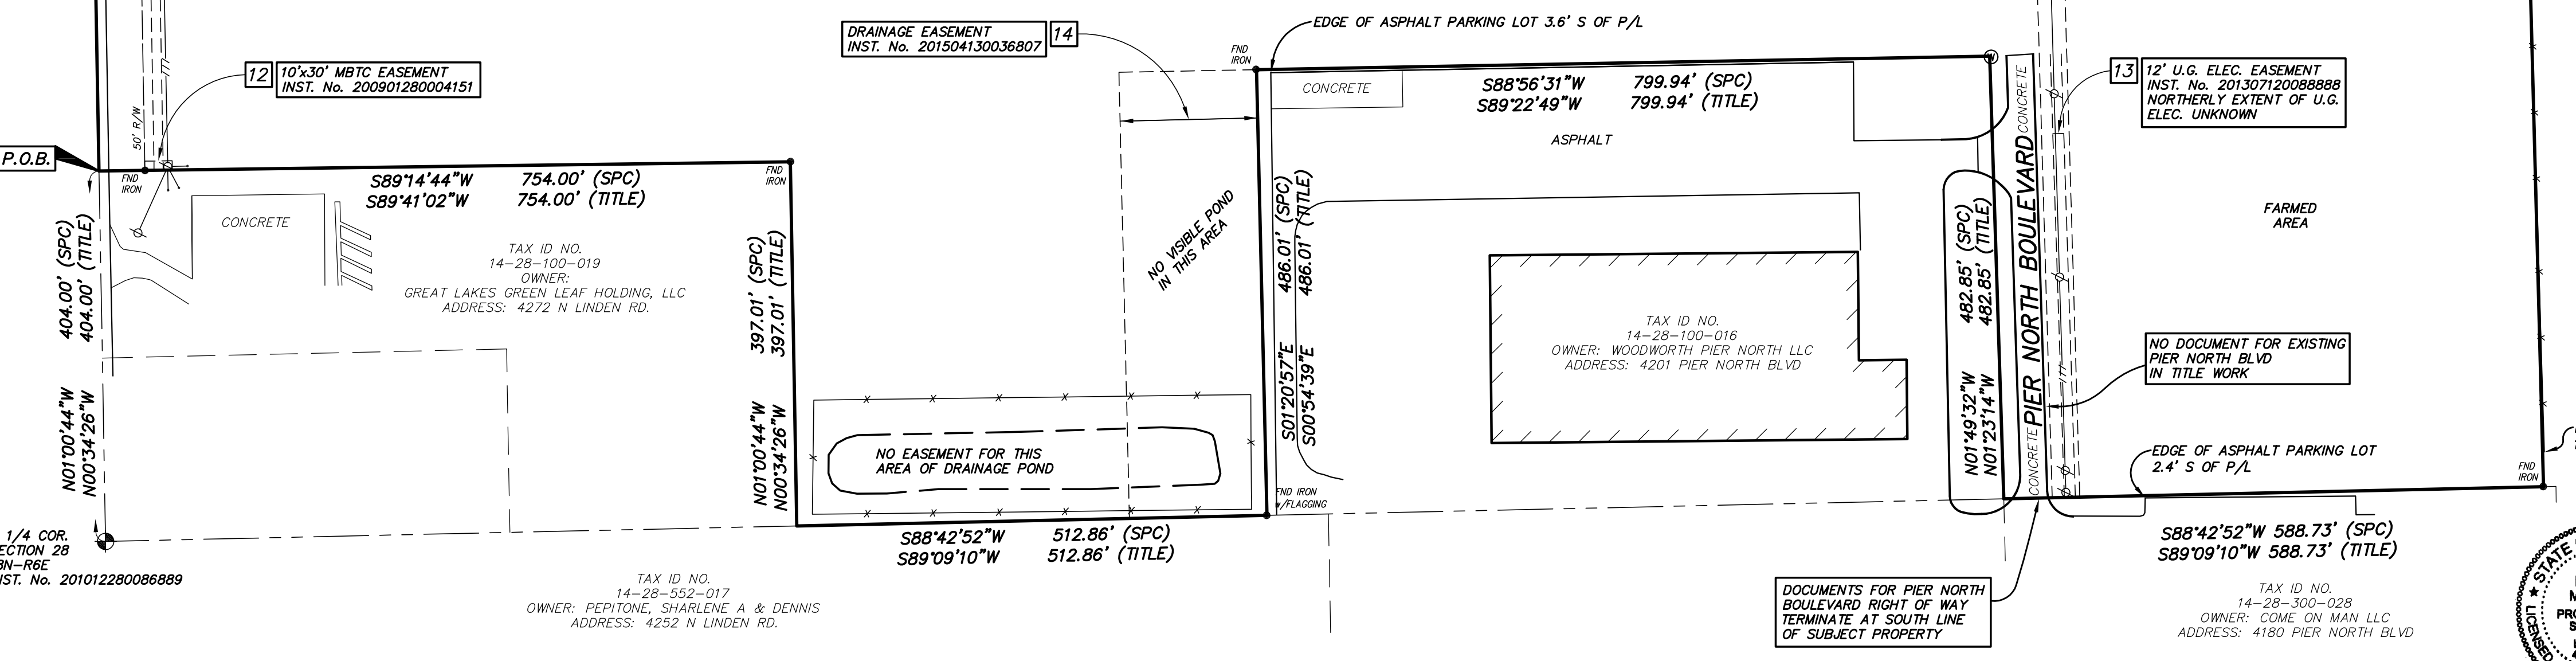 12
10'x30' MBTC EASEMENT
INST. No. 200901280004151
50' R/W
P.O.B.
FND
IRON
S89°14'44"W 754.00' (SPC)
S89°41'02"W 754.00' (TITLE)
FND
IRON
CONCRETE
TAX ID NO.
14-28-100-019
OWNER:
GREAT LAKES GREEN LEAF HOLDING, LLC
ADDRESS: 4272 N LINDEN RD.
N01°00'44"W 404.00' (SPC)
N00°34'26"W 404.00' (TITLE)
1/4 COR.
ECTION 28
R6E
INST. No. 201012280086889
N01°00'44"W 397.01' (SPC)
N00°34'26"W 397.01' (TITLE)
DRAINAGE EASEMENT
INST. No. 201504130036807
14
NO VISIBLE POND
IN THIS AREA
NO EASEMENT FOR THIS
AREA OF DRAINAGE POND
S88°42'52"W 512.86' (SPC)
S89°09'10"W 512.86' (TITLE)
TAX ID NO.
14-28-552-017
OWNER: PEPITONE, SHARLENE A & DENNIS
ADDRESS: 4252 N LINDEN RD.
FND
IRON
EDGE OF ASPHALT PARKING LOT 3.6' S OF P/L
CONCRETE
S88°56'31"W 799.94' (SPC)
S89°22'49"W 799.94' (TITLE)
ASPHALT
S01°20'57"E 486.01' (SPC)
S00°54'39"E 486.01' (TITLE)
FND IRON
W/FLAGGING
TAX ID NO.
14-28-100-016
OWNER: WOODWORTH PIER NORTH LLC
ADDRESS: 4201 PIER NORTH BLVD
W
N01°49'32"W 482.85' (SPC)
N01°23'14"W 482.85' (TITLE)
CONCRETE
PIER NORTH BOULEVARD
CONCRETE
13
12' U.G. ELEC. EASEMENT
INST. No. 201307120088888
NORTHERLY EXTENT OF U.G.
ELEC. UNKNOWN
FARMED
AREA
NO DOCUMENT FOR EXISTING
PIER NORTH BLVD
IN TITLE WORK
EDGE OF ASPHALT PARKING LOT
2.4' S OF P/L
FND
IRON
S88°42'52"W 588.73' (SPC)
S89°09'10"W 588.73' (TITLE)
DOCUMENTS FOR PIER NORTH
BOULEVARD RIGHT OF WAY
TERMINATE AT SOUTH LINE
OF SUBJECT PROPERTY
TAX ID NO.
14-28-300-028
OWNER: COME ON MAN LLC
ADDRESS: 4180 PIER NORTH BLVD
STATE
LICENSED